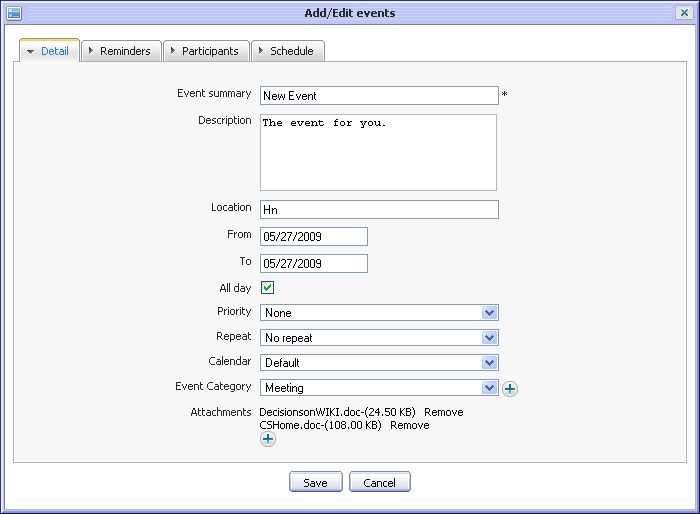 Add/Edit events
Detail Reminders Participants Schedule
Event summary New Event *
Description The event for you.
Location Hn
From 05/27/2009
To 05/27/2009
All day
Priority None
Repeat No repeat
Calendar Default
Event Category Meeting
Attachments DecisionsonWIKI.doc-(24.50 KB) Remove
CSHome.doc-(108.00 KB) Remove
Save Cancel